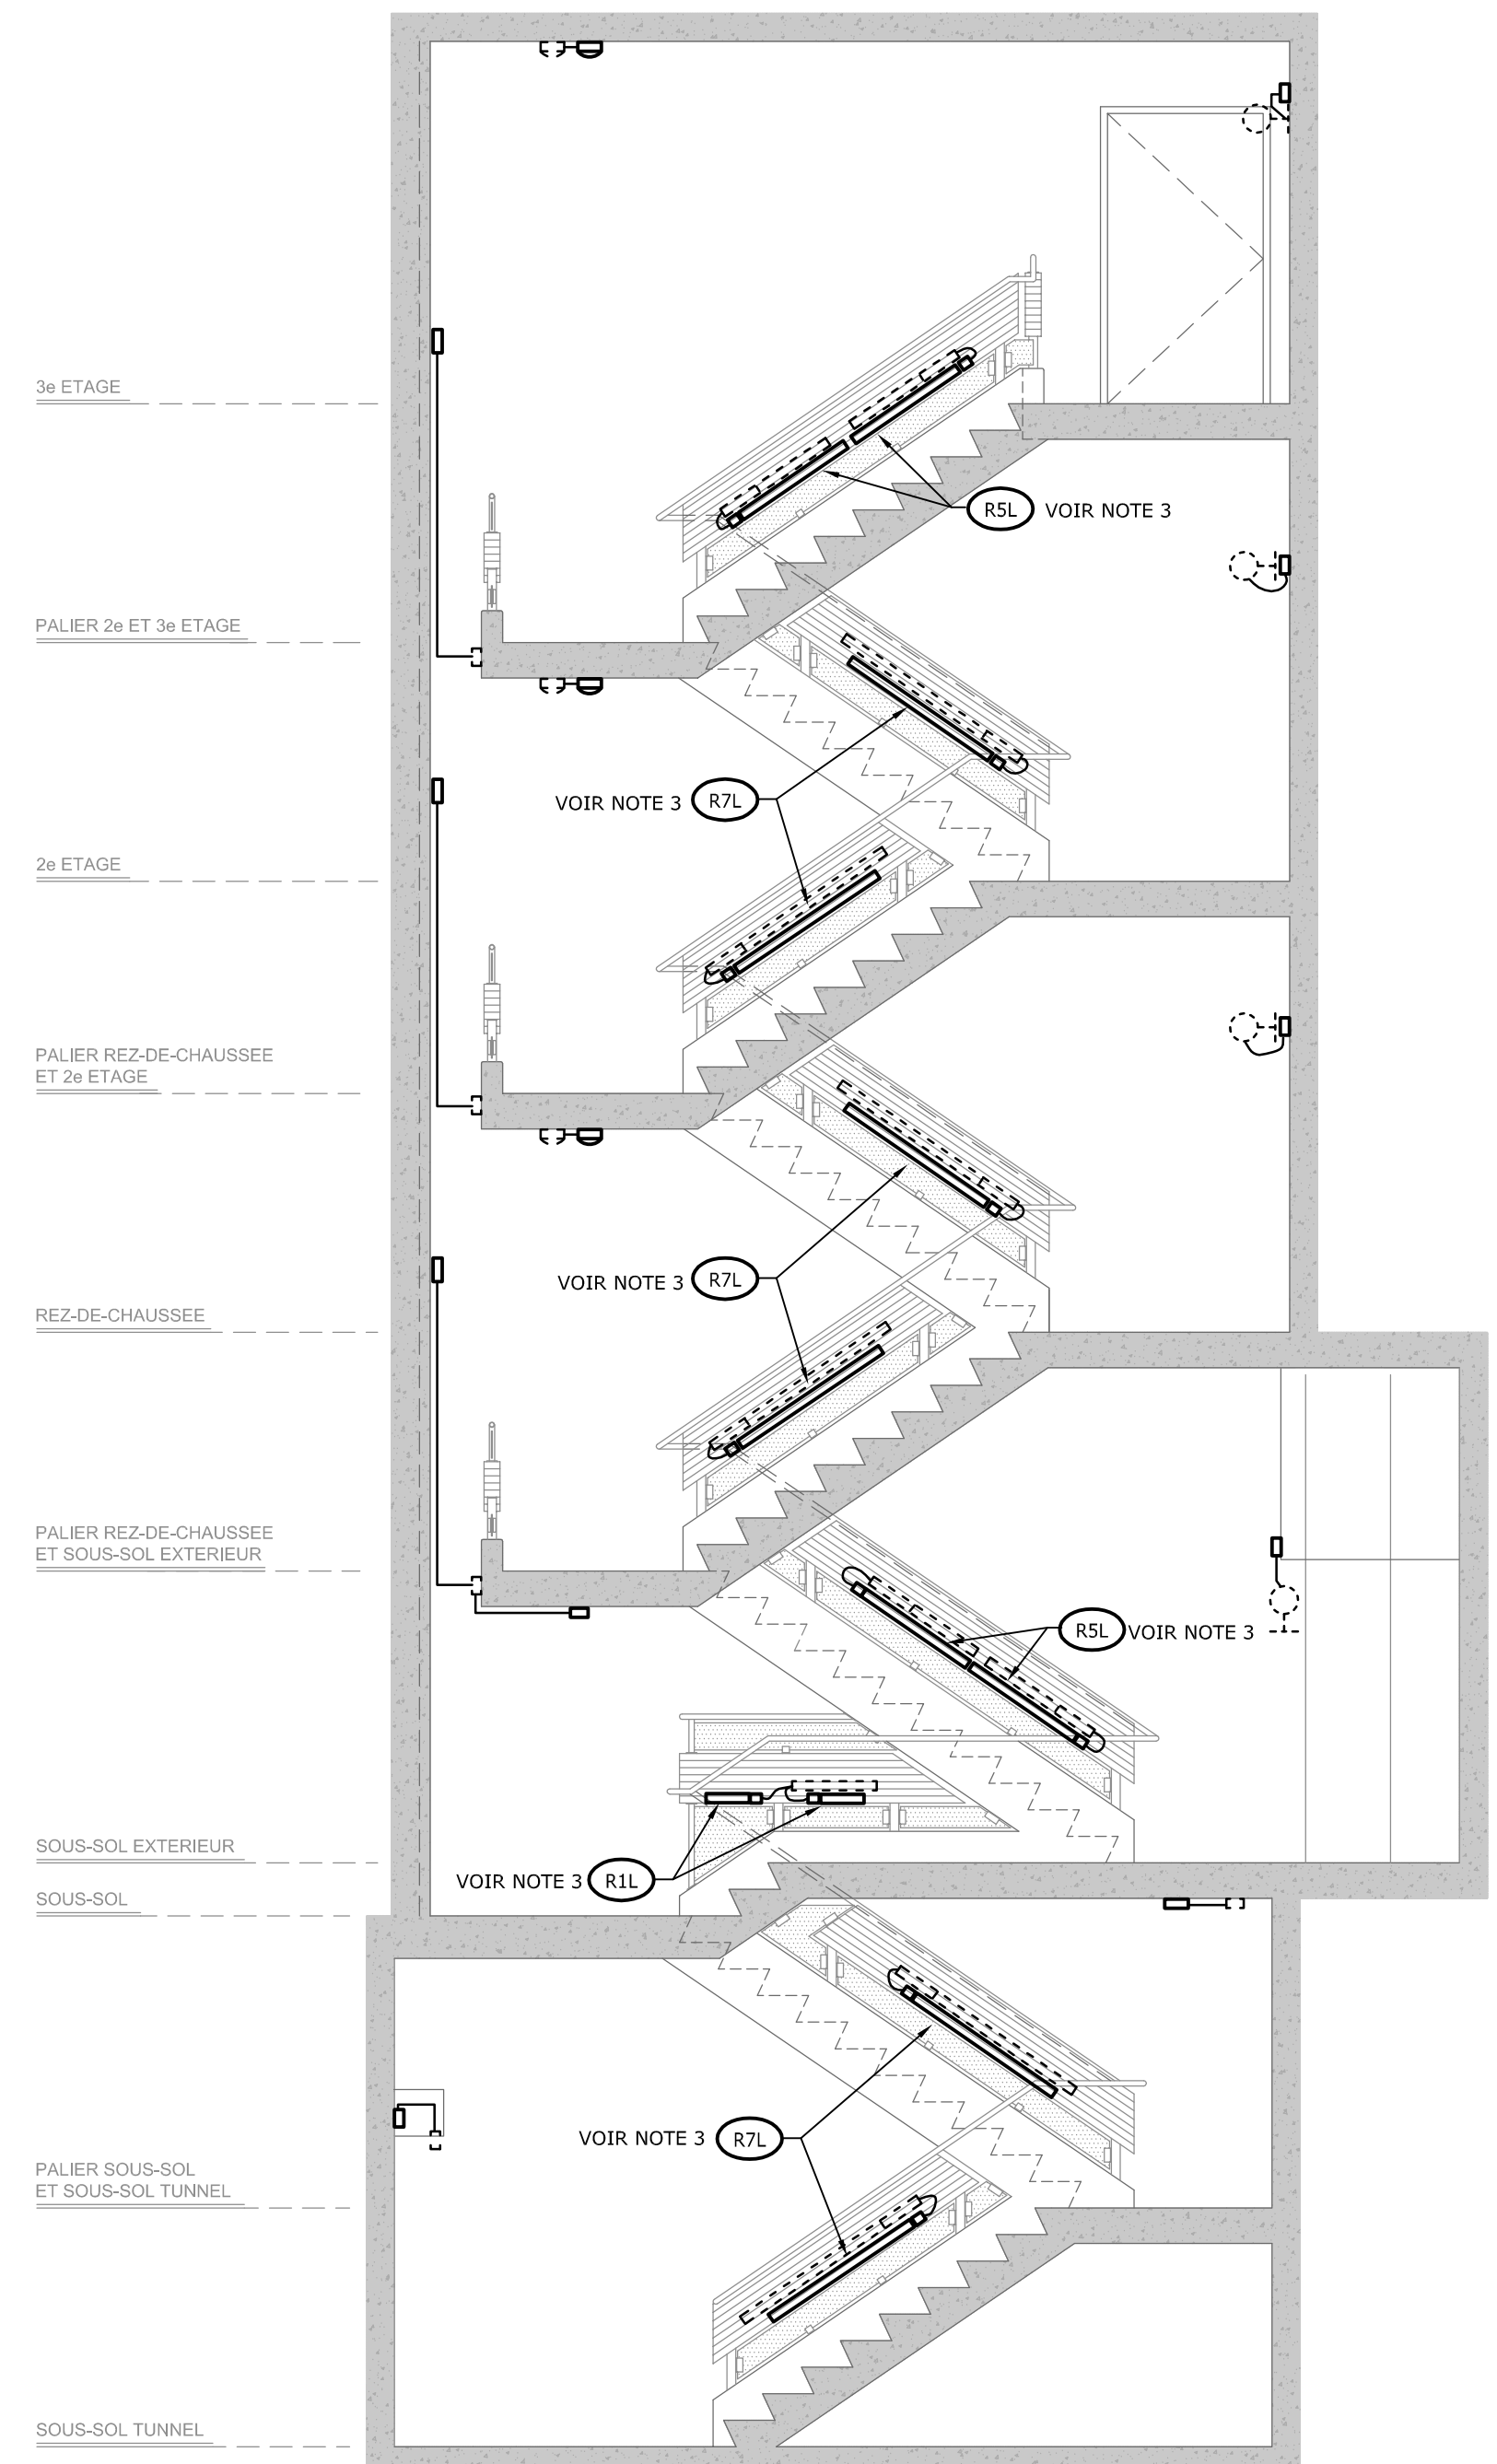 3e ETAGE
R5L VOIR NOTE 3
PALIER 2e ET 3e ETAGE
VOIR NOTE 3 R7L
2e ETAGE
PALIER REZ-DE-CHAUSSEE
ET 2e ETAGE
VOIR NOTE 3 R7L
REZ-DE-CHAUSSEE
PALIER REZ-DE-CHAUSSEE
ET SOUS-SOL EXTERIEUR
R5L VOIR NOTE 3
SOUS-SOL EXTERIEUR
VOIR NOTE 3 R1L
SOUS-SOL
VOIR NOTE 3 R7L
PALIER SOUS-SOL
ET SOUS-SOL TUNNEL
SOUS-SOL TUNNEL